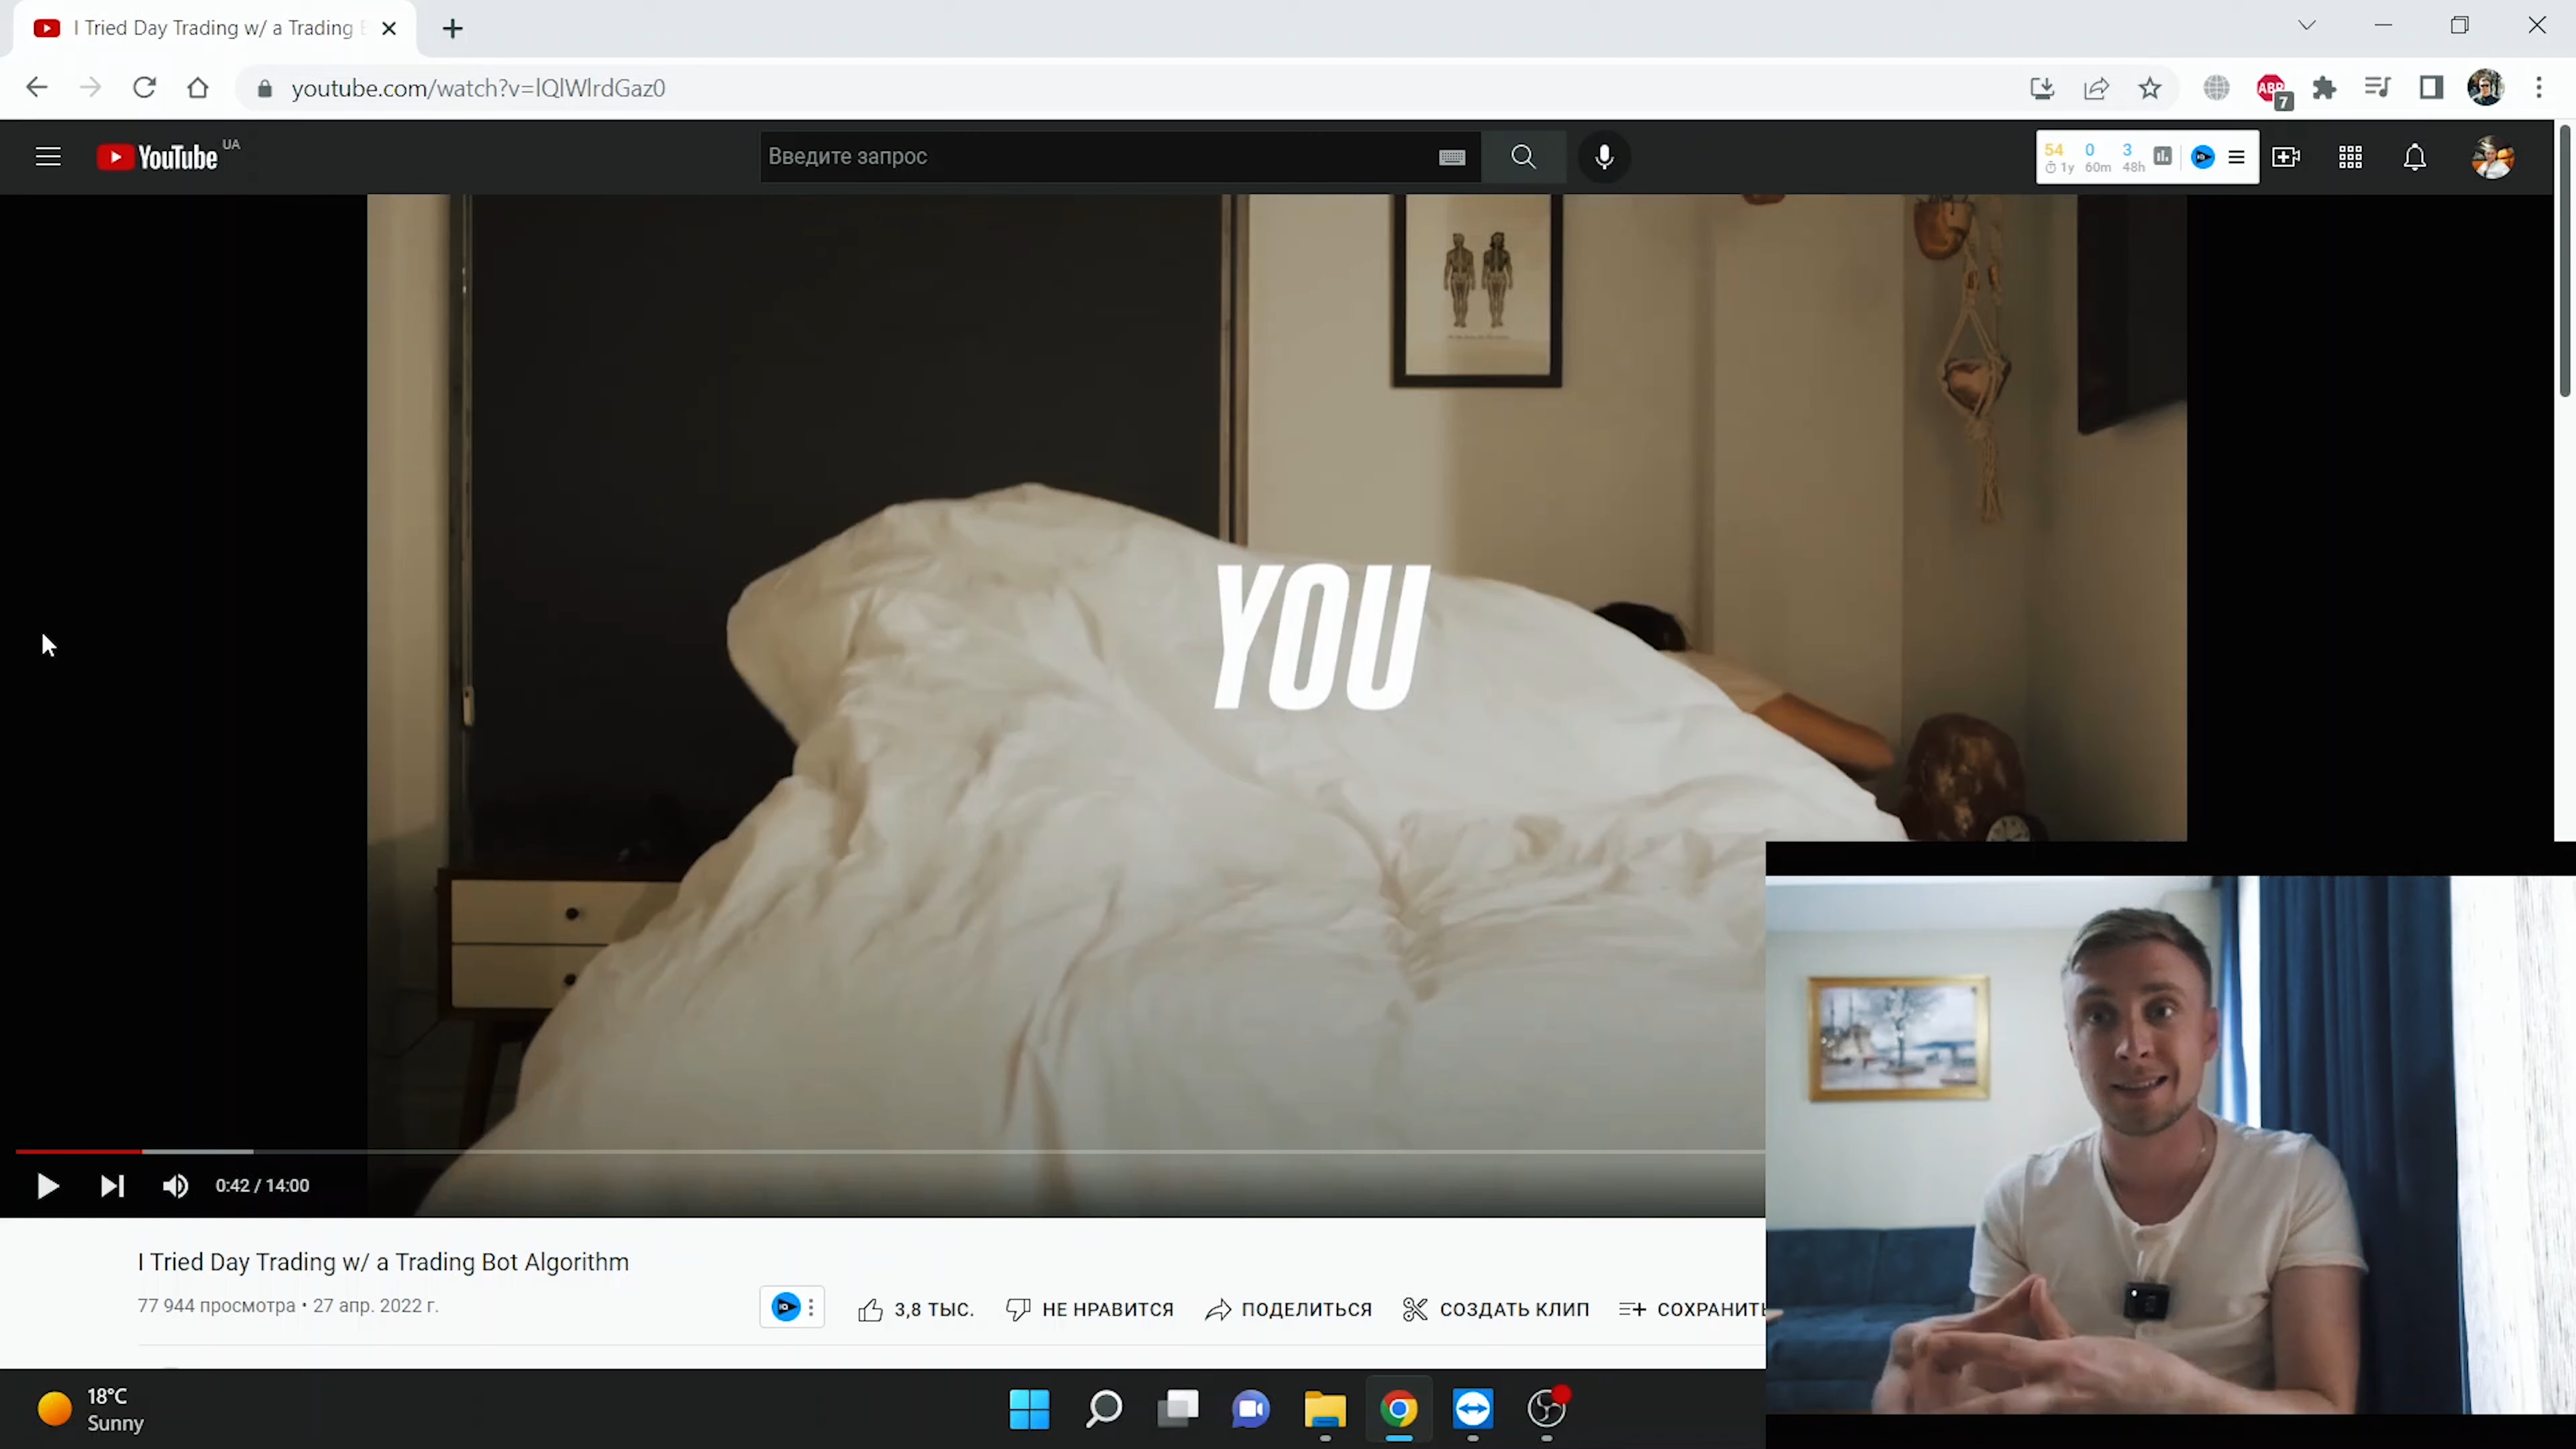 I Tried Day Trading w/ a Trading
youtube.com/watch?v=lQlWlrdGaz0
ABP
7
YouTube
UA
Введите запрос
54 0 3
1y 60m 48h
YOU
0:42 / 14:00
I Tried Day Trading w/ a Trading Bot Algorithm
77 944 просмотра • 27 апр. 2022 г.
3,8 ТЫС.
НЕ НРАВИТСЯ
ПОДЕЛИТЬСЯ
СОЗДАТЬ КЛИП
СОХРАНИТЬ
18°C
Sunny